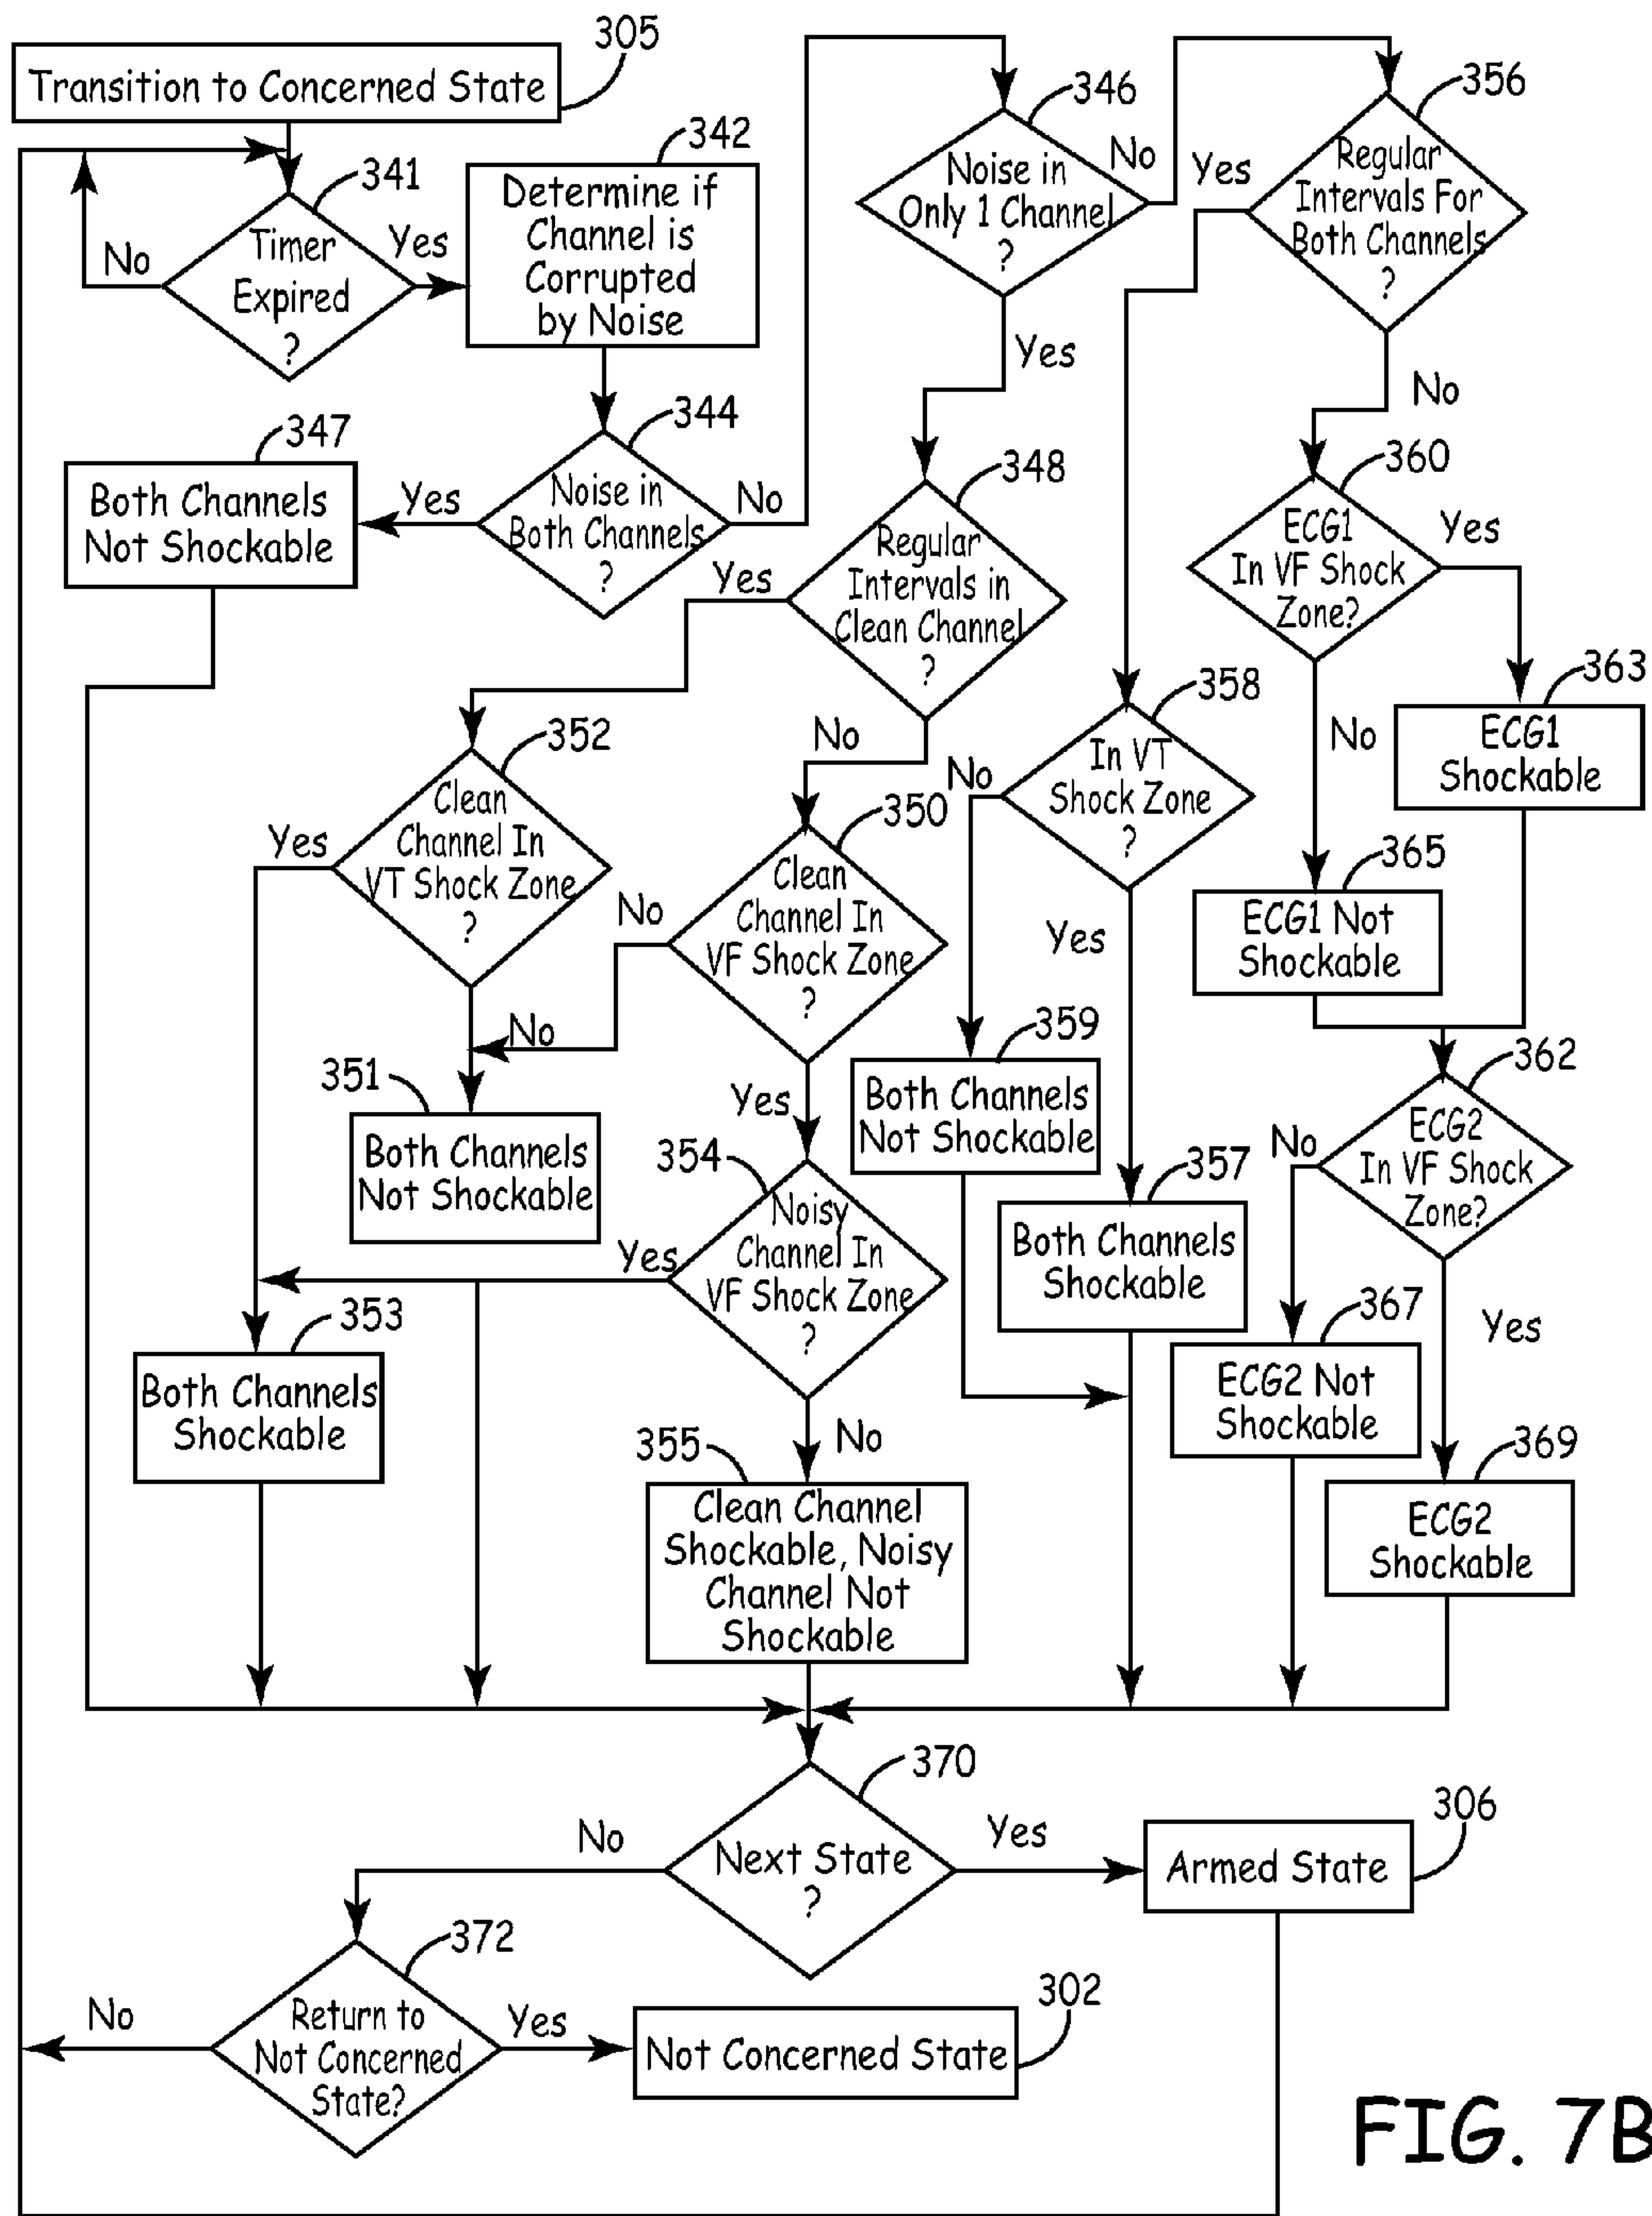 305
Transition to Concerned State
341
Timer
Expired
?
No
Yes
342
Determine if
Channel is
Corrupted
by Noise
344
Noise in
Both Channels
?
Yes
No
347
Both Channels
Not Shockable
346
Noise in
Only 1 Channel
?
No
Yes
356
Regular
Intervals For
Both Channels
?
Yes
No
348
Regular
Intervals in
Clean Channel
?
Yes
No
360
ECG1
In VF Shock
Zone?
Yes
No
363
ECG1
Shockable
365
ECG1 Not
Shockable
358
In VT
Shock Zone
?
No
Yes
352
Clean
Channel In
VT Shock Zone
?
Yes
No
350
Clean
Channel In
VF Shock Zone
?
No
Yes
351
Both Channels
Not Shockable
359
Both Channels
Not Shockable
362
ECG2
In VF Shock
Zone?
No
Yes
354
Noisy
Channel In
VF Shock Zone
?
Yes
No
357
Both Channels
Shockable
353
Both Channels
Shockable
367
ECG2 Not
Shockable
369
ECG2
Shockable
355
Clean Channel
Shockable, Noisy
Channel Not
Shockable
370
Next State
?
No
Yes
306
Armed State
372
Return to
Not Concerned
State?
No
Yes
302
Not Concerned State
FIG. 7B